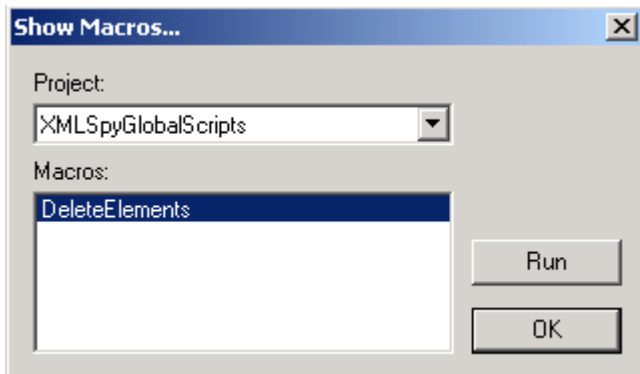 Show Macros...
Project:
XMLSpyGlobalScripts
Macros:
DeleteElements
Run
OK